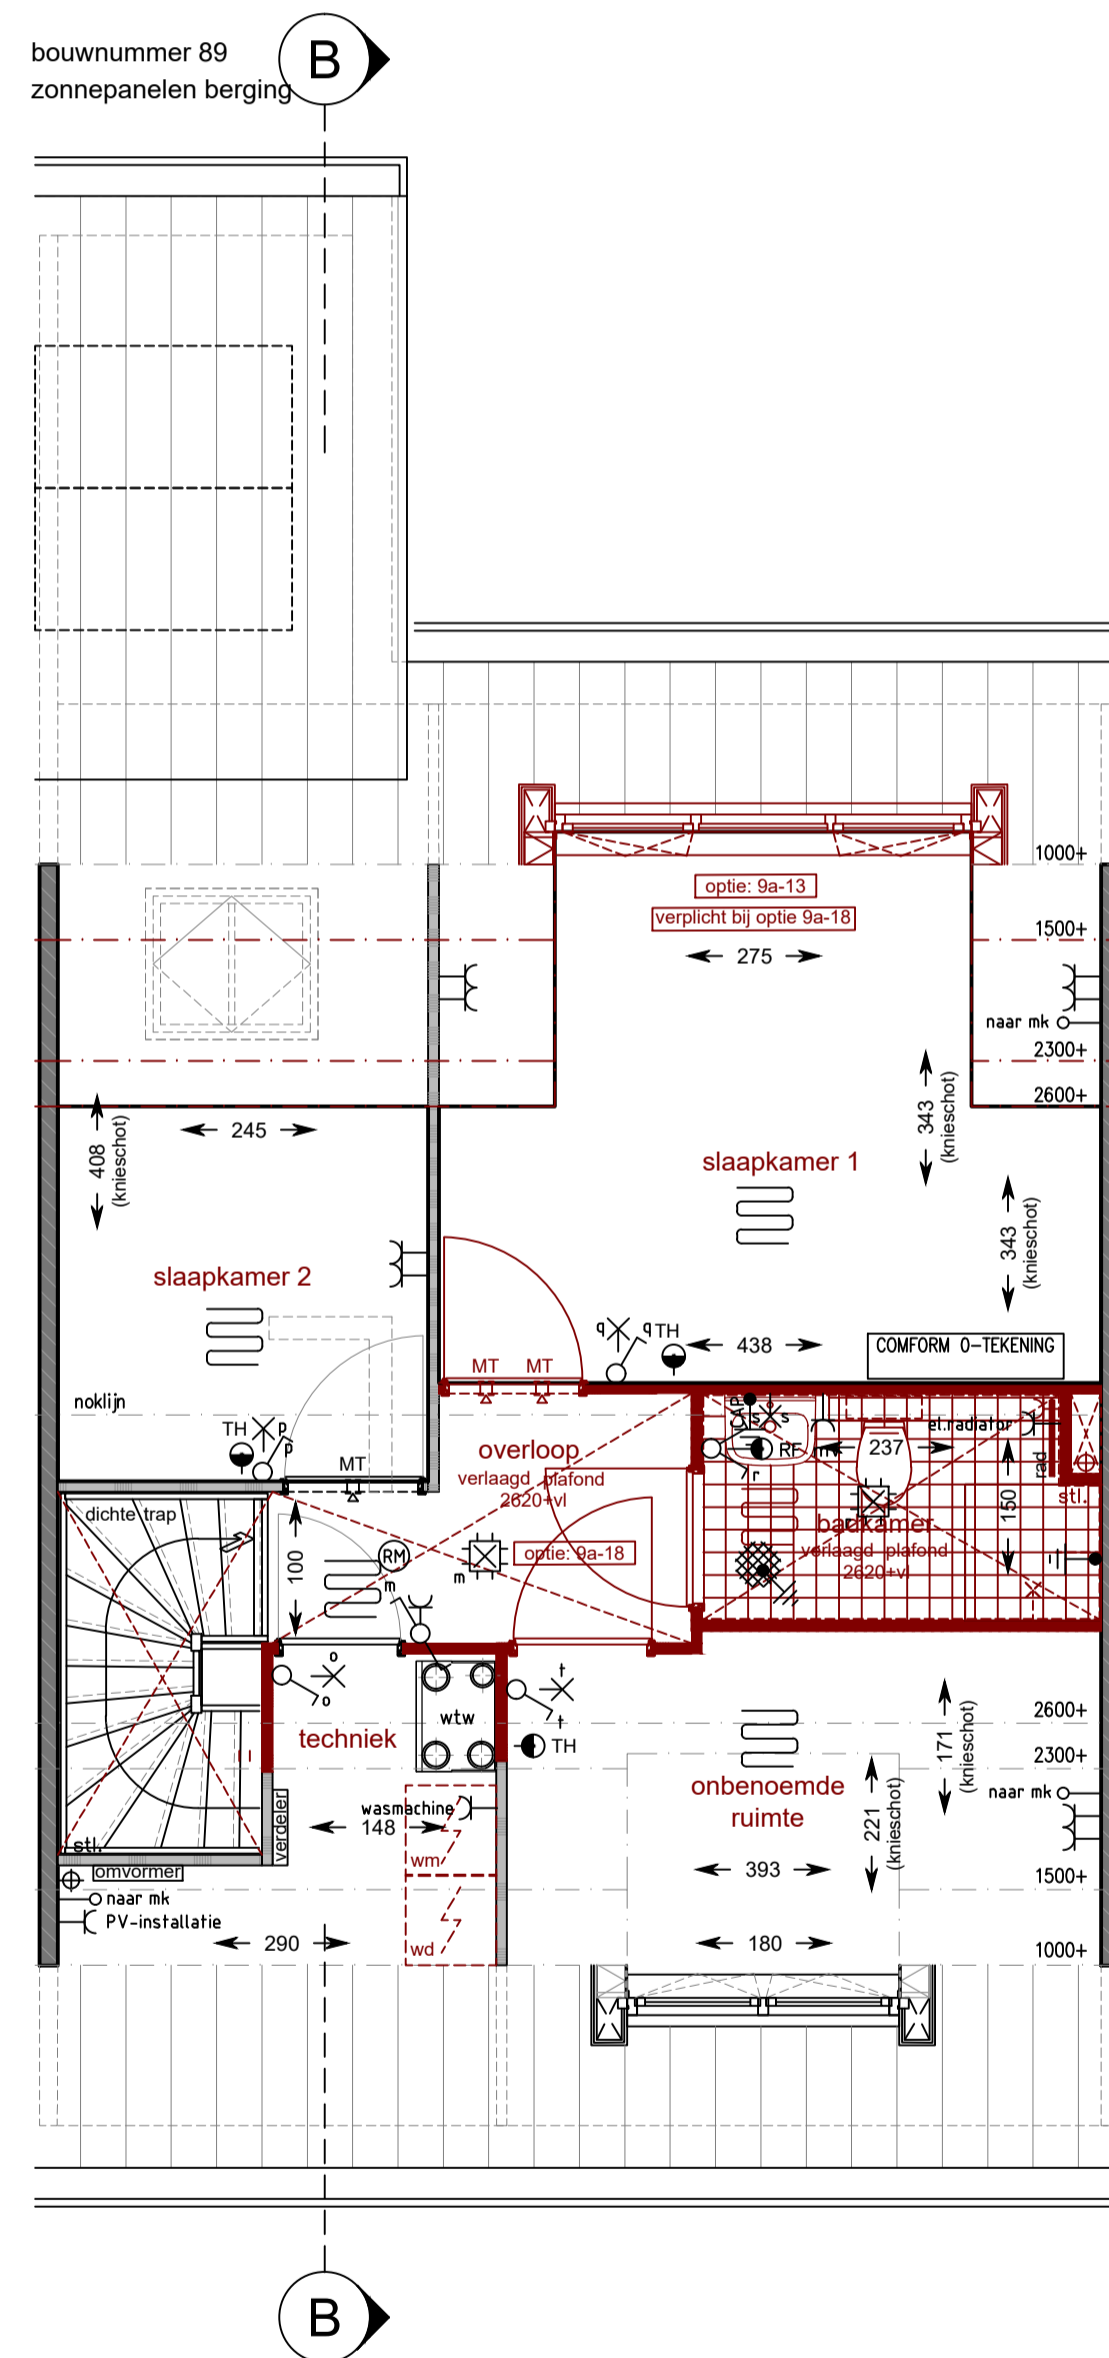 bouwnummer 89
zonnepanelen berging
B
1000+
optie: 9a-13
verplicht bij optie 9a-18
1500+
275
naar mk
2300+
2600+
408
(knieschot)
245
343
(knieschot)
slaapkamer 1
343
(knieschot)
slaapkamer 2
q
q TH
438
COMFORM 0-TEKENING
MT MT
noklijn
TH
p
p
MT
overloop
verlaagd plafond
2620+vl
CAP
s
s
RF
mv
237
el.radiator
r
rad
150
stl.
dichte trap
100
RM
m
m
optie: 9a-18
badkamer
verlaagd plafond
2620+vl
r
t
o
o
t
t
wtw
techniek
TH
2600+
171
(knieschot)
2300+
onbenoemde
ruimte
naar mk
221
(knieschot)
wasmachine
148
verdeler
wm
393
stl.
omvormer
1500+
naar mk
PV-installatie
290
wd
180
1000+
B